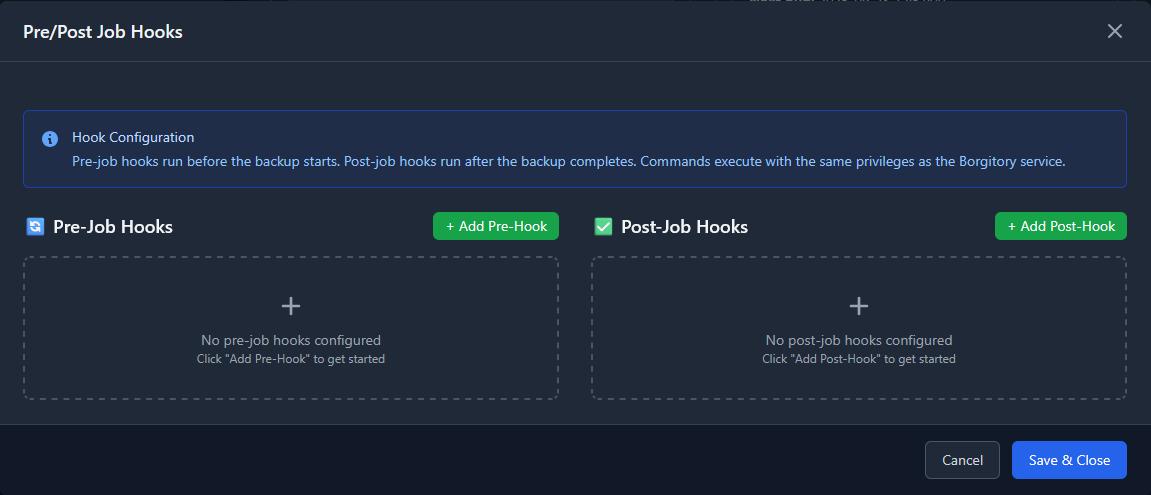 Pre/Post Job Hooks
Hook Configuration
Pre-job hooks run before the backup starts. Post-job hooks run after the backup completes. Commands execute with the same privileges as the Borgitory service.
Pre-Job Hooks
+ Add Pre-Hook
No pre-job hooks configured
Click "Add Pre-Hook" to get started
Post-Job Hooks
+ Add Post-Hook
No post-job hooks configured
Click "Add Post-Hook" to get started
Cancel
Save & Close